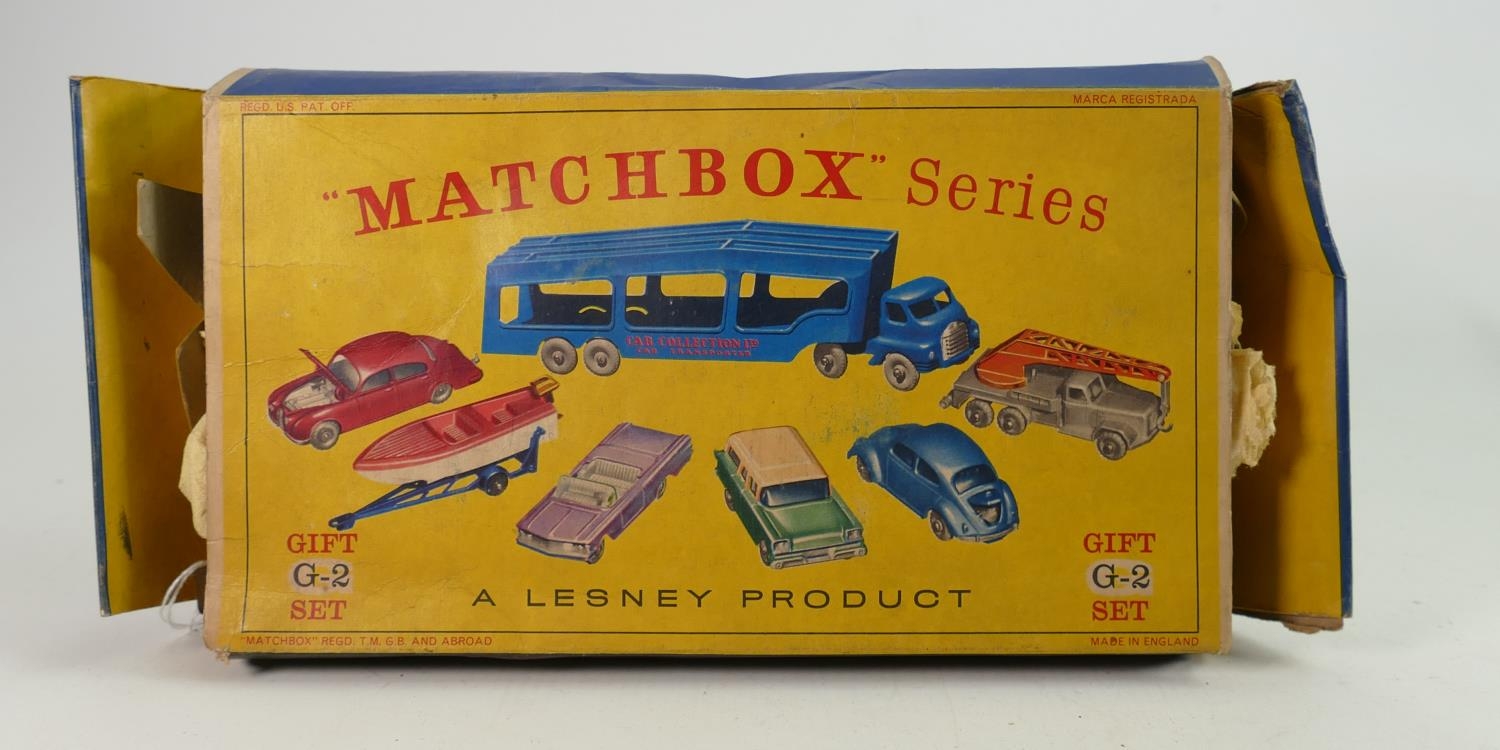 REGD. U.S. PAT. OFF.
MARCA REGISTRADA
"MATCHBOX" Series
CAR COLLECTION LTD
CAR TRANSPORTER
GIFT
G-2
SET
GIFT
G-2
SET
A LESNEY PRODUCT
"MATCHBOX" REGD. T.M. G.B. AND ABROAD
MADE IN ENGLAND